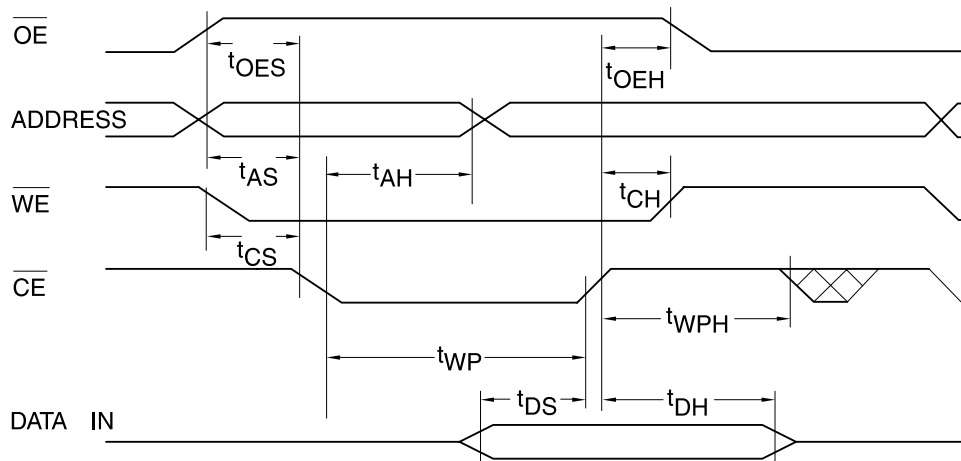 OE
tOES
tOEH
ADDRESS
tAS
tAH
tCH
WE
tCS
CE
tWPH
tWP
tDS
tDH
DATA IN